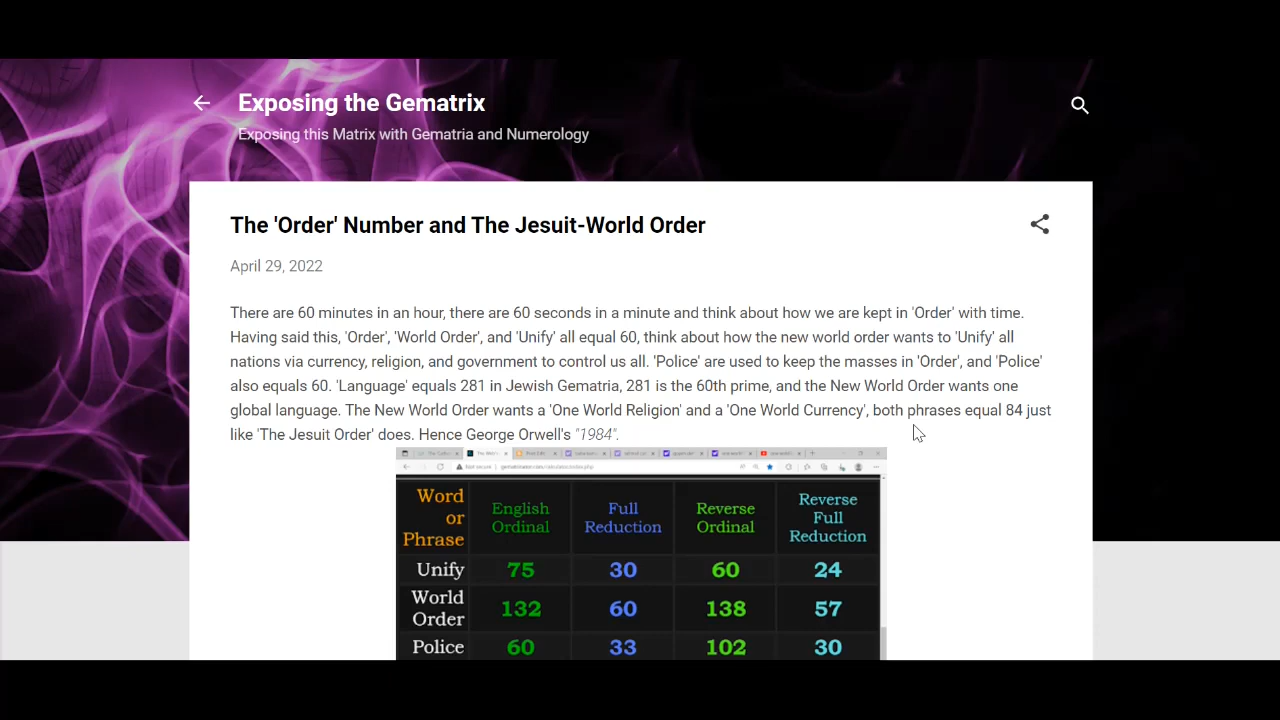 Exposing the Gematrix
Exposing this Matrix with Gematria and Numerology
The 'Order' Number and The Jesuit-World Order
April 29, 2022
There are 60 minutes in an hour, there are 60 seconds in a minute and think about how we are kept in 'Order' with time.
Having said this, 'Order', 'World Order', and 'Unify' all equal 60, think about how the new world order wants to 'Unify' all
nations via currency, religion, and government to control us all. 'Police' are used to keep the masses in 'Order', and 'Police'
also equals 60. 'Language' equals 281 in Jewish Gematria, 281 is the 60th prime, and the New World Order wants one
global language. The New World Order wants a 'One World Religion' and a 'One World Currency', both phrases equal 84 just
like 'The Jesuit Order' does. Hence George Orwell's "1984".
Not secure
Word or Phrase English Ordinal Full Reduction Reverse Ordinal Reverse Full Reduction
Unify 75 30 60 24
World Order 132 60 138 57
Police 60 33 102 30